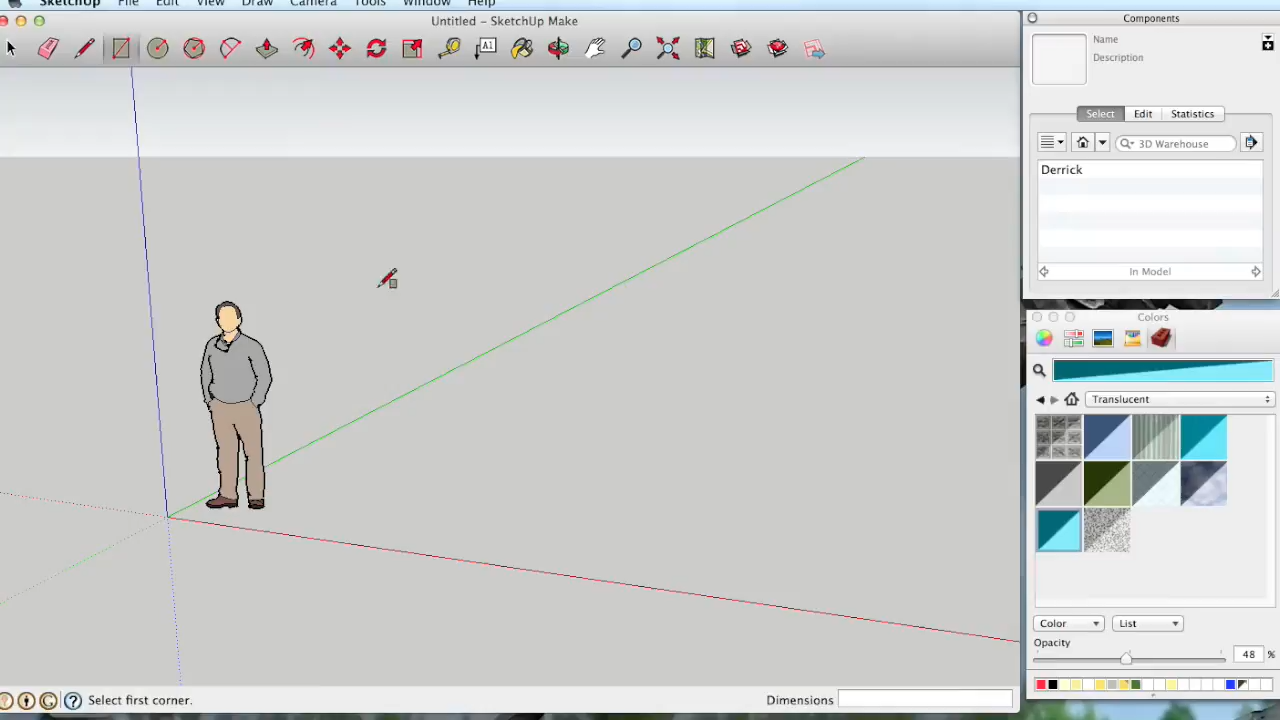 SketchUp File Edit View Draw Camera Tools Window Help
Untitled - SketchUp Make
A1
Components
Name
Description
Select Edit Statistics
3D Warehouse
Derrick
In Model
Colors
Translucent
Color List
Opacity
48 %
Select first corner.
Dimensions